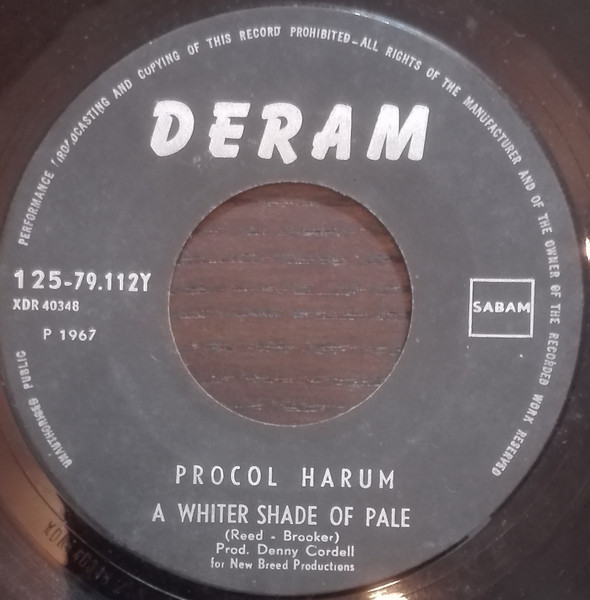 UNAUTHORISED PUBLIC PERFORMANCE BROADCASTING AND COPYING OF THIS RECORD PROHIBITED-ALL RIGHTS OF THE MANUFACTURER AND OF THE OWNER OF THE RECORDED WORK RESERVED
DERAM
125-79.112Y
XDR 40348
P 1967
SABAM
PROCOL HARUM
A WHITER SHADE OF PALE
(Reed - Brooker)
Prod. Denny Cordell
for New Breed Productions